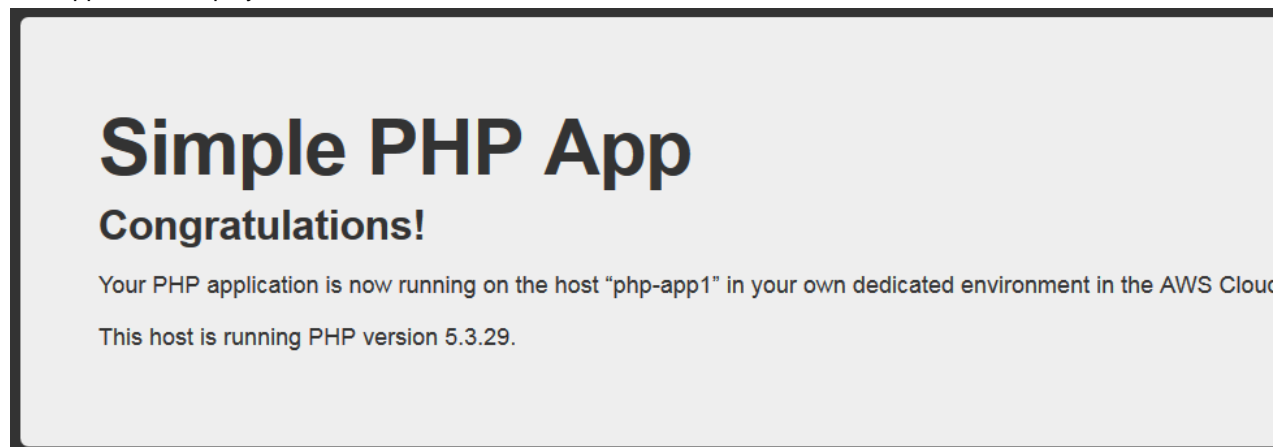 Simple PHP App
Congratulations!
Your PHP application is now running on the host “php-app1” in your own dedicated environment in the AWS Cloud
This host is running PHP version 5.3.29.